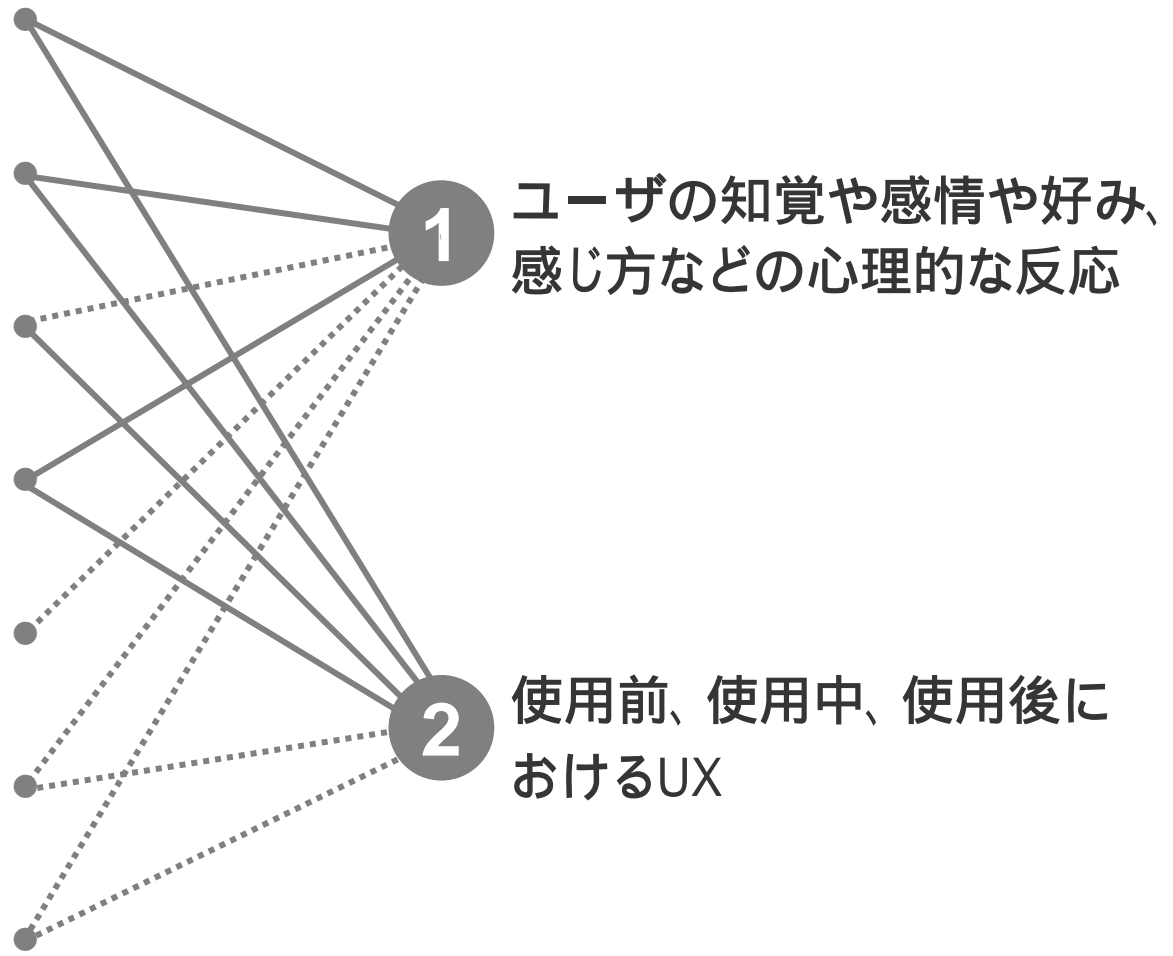 1
ユーザの知覚や感情や好み、
感じ方などの心理的な反応
2
使用前、使用中、使用後に
おけるUX